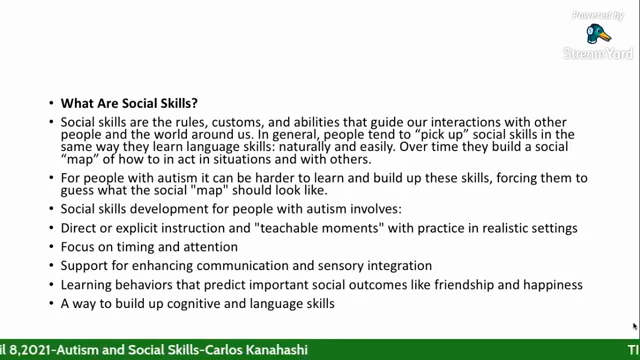 Powered by
StreamYard
• What Are Social Skills?
• Social skills are the rules, customs, and abilities that guide our interactions with other
people and the world around us. In general, people tend to “pick up” social skills in the
same way they learn language skills: naturally and easily. Over time they build a social
“map” of how to in act in situations and with others.
• For people with autism it can be harder to learn and build up these skills, forcing them to
guess what the social "map" should look like.
• Social skills development for people with autism involves:
• Direct or explicit instruction and "teachable moments" with practice in realistic settings
• Focus on timing and attention
• Support for enhancing communication and sensory integration
• Learning behaviors that predict important social outcomes like friendship and happiness
• A way to build up cognitive and language skills
il 8,2021-Autism and Social Skills-Carlos Kanahashi